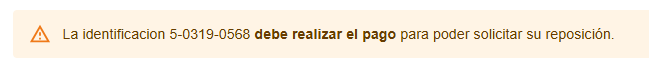 La identificacion 5-0319-0568 debe realizar el pago para poder solicitar su reposición.